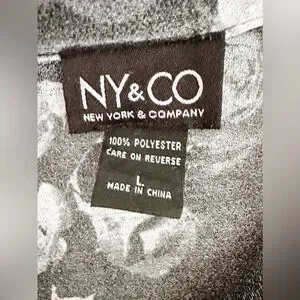 NY&CO
NEW YORK & COMPANY
100% POLYESTER
CARE ON REVERSE
L
MADE IN CHINA